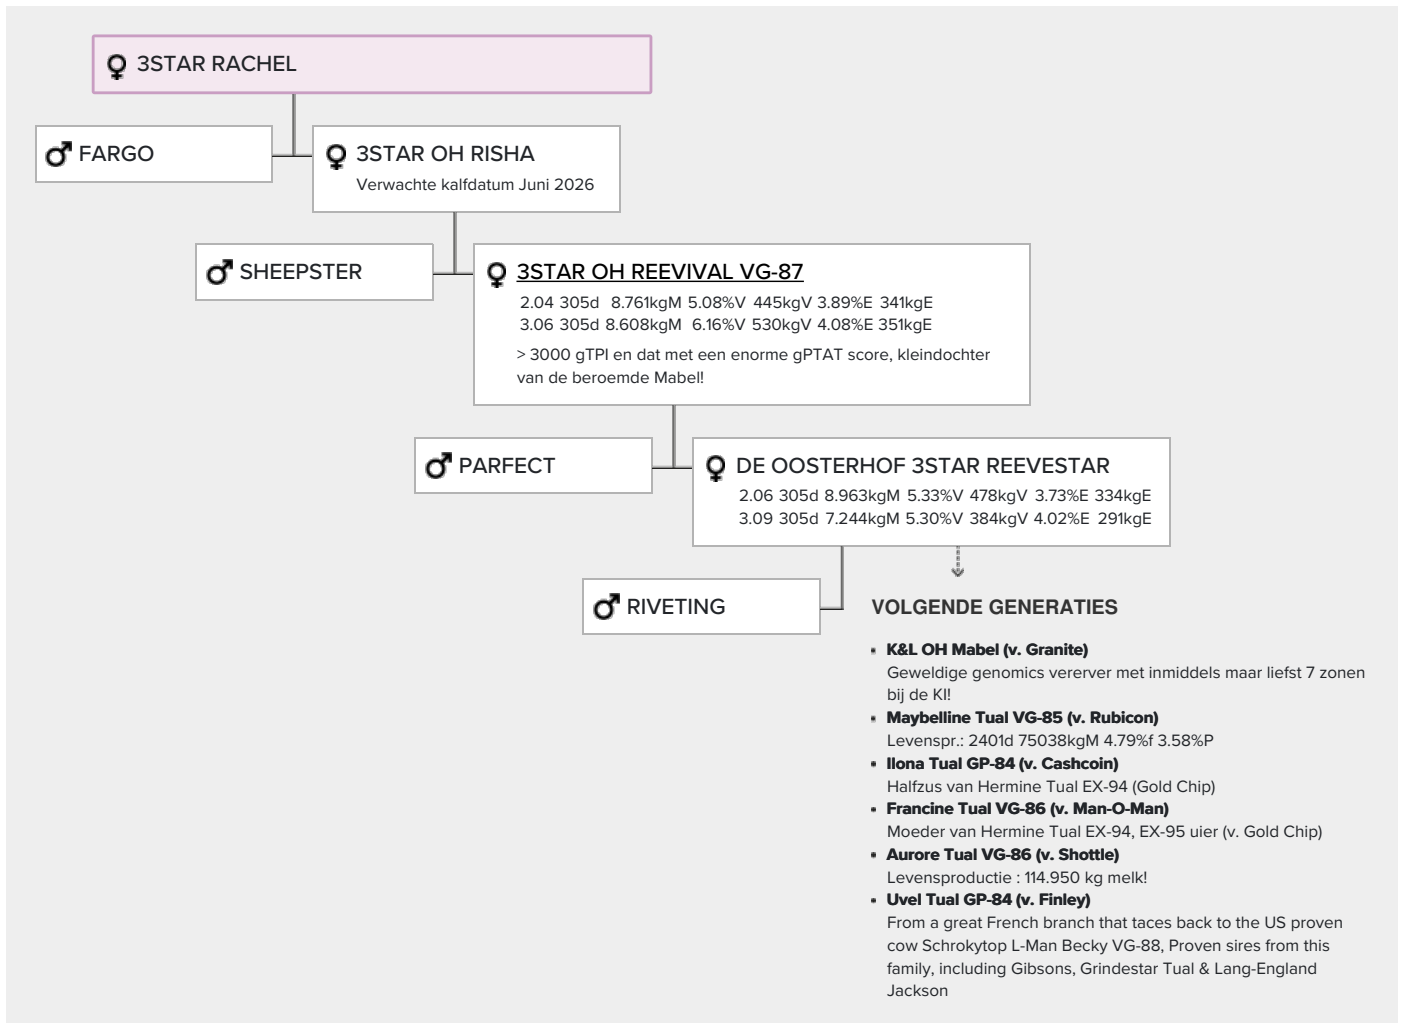 3STAR RACHEL
FARGO
3STAR OH RISHA
Verwachte kalfdatum Juni 2026
SHEEPSTER
3STAR OH REEVIVAL VG-87
2.04 305d 8.761kgM 5.08%V 445kgV 3.89%E 341kgE
3.06 305d 8.608kgM 6.16%V 530kgV 4.08%E 351kgE
> 3000 gTPI en dat met een enorme gPTAT score, kleindochter
van de beroemde Mabel!
PARFECT
DE OOSTERHOF 3STAR REEVESTAR
2.06 305d 8.963kgM 5.33%V 478kgV 3.73%E 334kgE
3.09 305d 7.244kgM 5.30%V 384kgV 4.02%E 291kgE
RIVETING
VOLGENDE GENERATIES
K&L OH Mabel (v. Granite)
Geweldige genomics vererver met inmiddels maar liefst 7 zonen
bij de KI!
Maybelline Tual VG-85 (v. Rubicon)
Levenspr.: 2401d 75038kgM 4.79%f 3.58%P
Ilona Tual GP-84 (v. Cashcoin)
Halfzus van Hermine Tual EX-94 (Gold Chip)
Francine Tual VG-86 (v. Man-O-Man)
Moeder van Hermine Tual EX-94, EX-95 uier (v. Gold Chip)
Aurore Tual VG-86 (v. Shottle)
Levensproductie : 114.950 kg melk!
Uvel Tual GP-84 (v. Finley)
From a great French branch that taces back to the US proven
cow Schrokytop L-Man Becky VG-88, Proven sires from this
family, including Gibsons, Grindestar Tual & Lang-England
Jackson